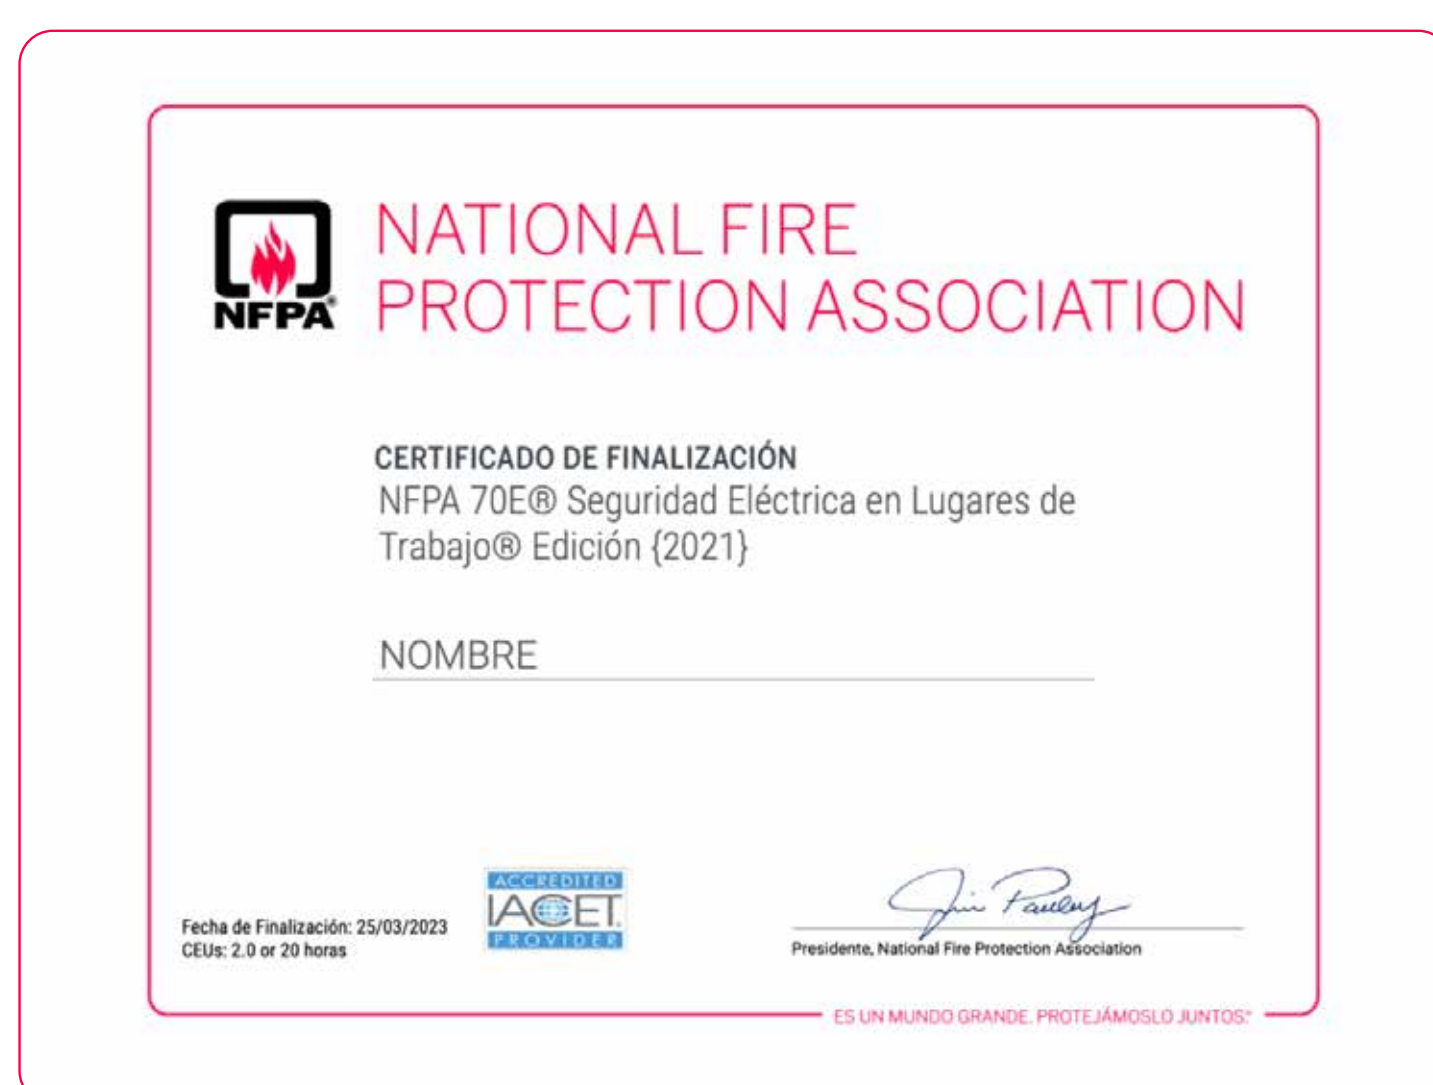 NFPA®
NATIONAL FIRE
PROTECTION ASSOCIATION
CERTIFICADO DE FINALIZACIÓN
NFPA 70E® Seguridad Eléctrica en Lugares de
Trabajo® Edición {2021}
NOMBRE
Fecha de Finalización: 25/03/2023
CEUs: 2.0 or 20 horas
ACCREDITED
IACET
PROVIDER
Jim Pauley
Presidente, National Fire Protection Association
ES UN MUNDO GRANDE. PROTEJÁMOSLO JUNTOS.®